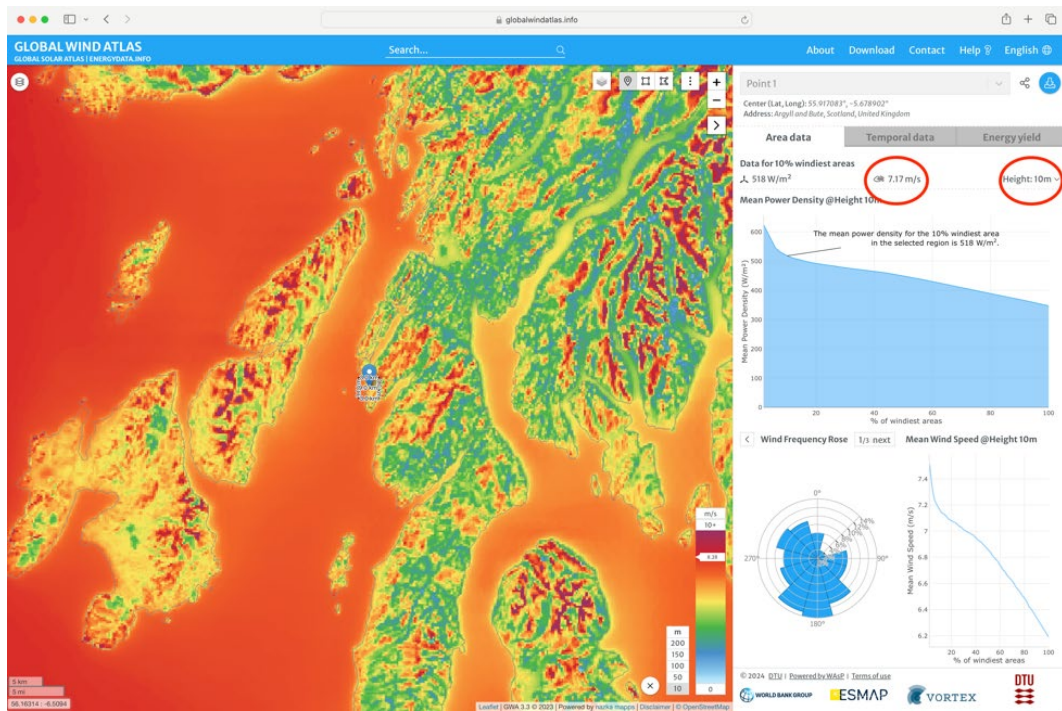 globalwindatlas.info
GLOBAL WIND ATLAS
GLOBAL SOLAR ATLAS | ENERGYDATA.INFO
Search...
About Download Contact Help English
Point 1
Center (Lat, Long): 55.917083°, -5.678902°
Address: Argyll and Bute, Scotland, United Kingdom
Area data Temporal data Energy yield
Data for 10% windiest areas
518 W/m² 7.17 m/s Height: 10m
Mean Power Density @Height 10m
The mean power density for the 10% windiest area
in the selected region is 518 W/m².
Mean Power Density (W/m²)
600
500
400
300
200
100
0
20 40 60 80 100
% of windiest areas
< Wind Frequency Rose 1/3 next
0°
90°
180°
270°
14%
10%
Mean Wind Speed @Height 10m
Mean Wind Speed (m/s)
7.4
7.2
7
6.8
6.6
6.4
6.2
20 40 60 80 100
% of windiest areas
m/s
10+
0
m
200
150
100
50
10
5 km
5 mi
56.16314 : -6.5094
Leaflet | GWA 3.3 © 2023 | Powered by nazka mapps | Disclaimer | © OpenStreetMap
© 2024 DTU | Powered by WAsP | Terms of use
WORLD BANK GROUP
ESMAP
VORTEX
DTU